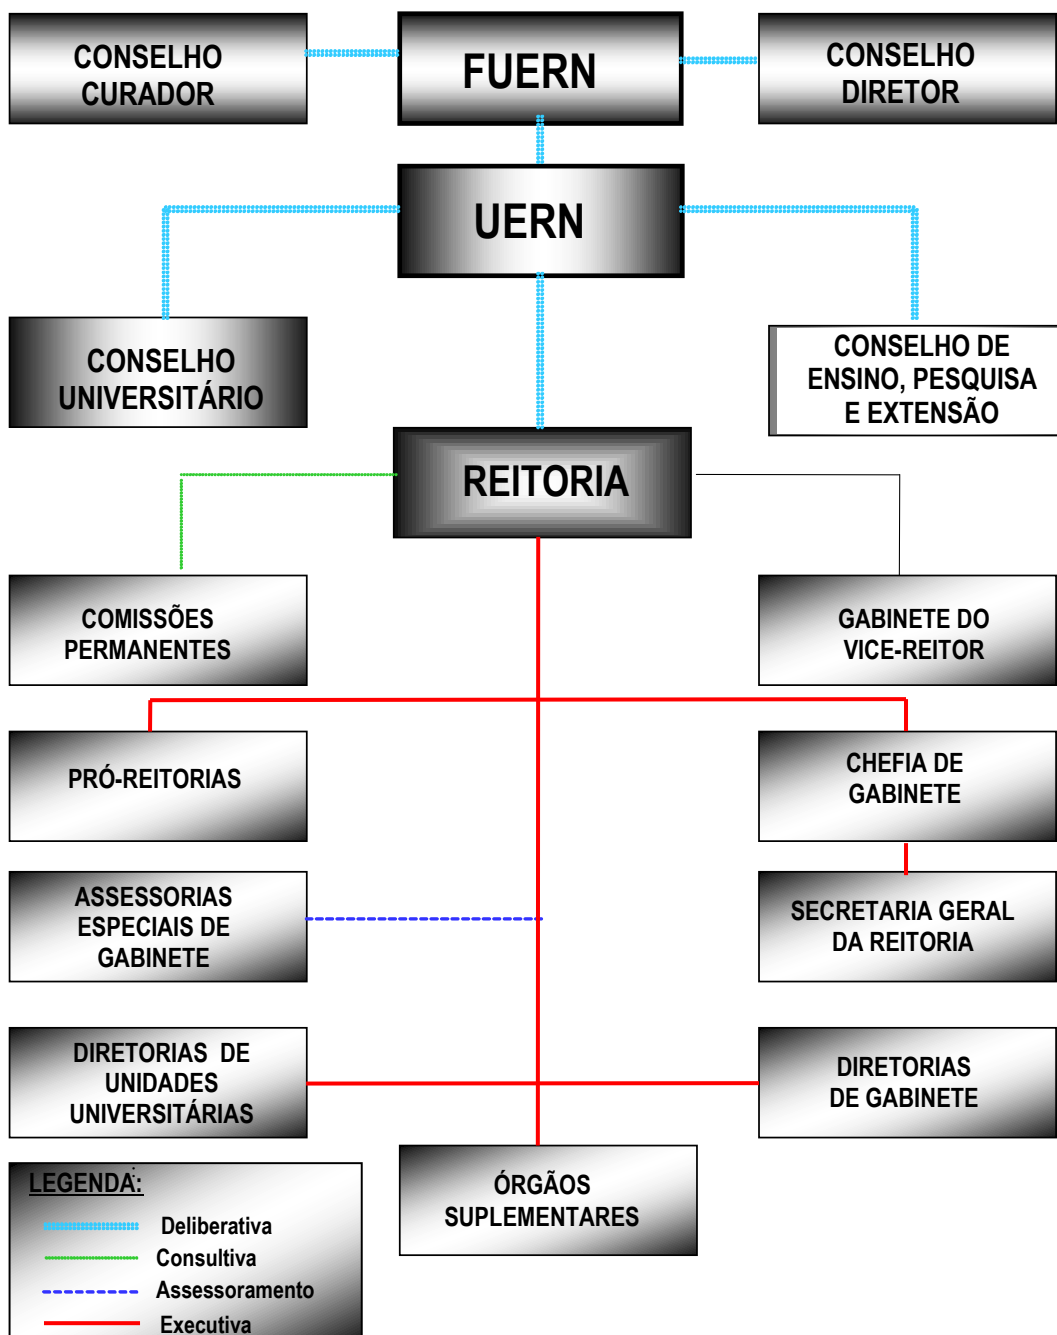 CONSELHO
CURADOR
FUERN
CONSELHO
DIRETOR
UERN
CONSELHO
UNIVERSITÁRIO
CONSELHO DE
ENSINO, PESQUISA
E EXTENSÃO
REITORIA
COMISSÕES
PERMANENTES
GABINETE DO
VICE-REITOR
PRÓ-REITORIAS
CHEFIA DE
GABINETE
ASSESSORIAS
ESPECIAIS DE
GABINETE
SECRETARIA GERAL
DA REITORIA
DIRETORIAS DE
UNIDADES
UNIVERSITÁRIAS
DIRETORIAS
DE GABINETE
ÓRGÃOS
SUPLEMENTARES
LEGENDA:
Deliberativa
Consultiva
Assessoramento
Executiva